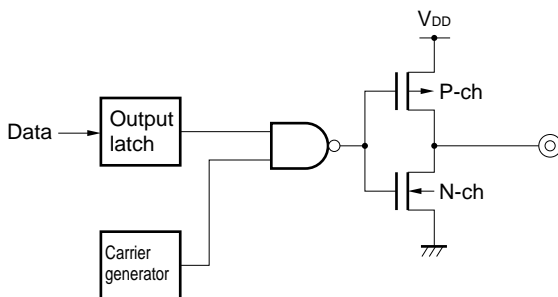 VDD
P-ch
Data
Output
latch
N-ch
Carrier
generator